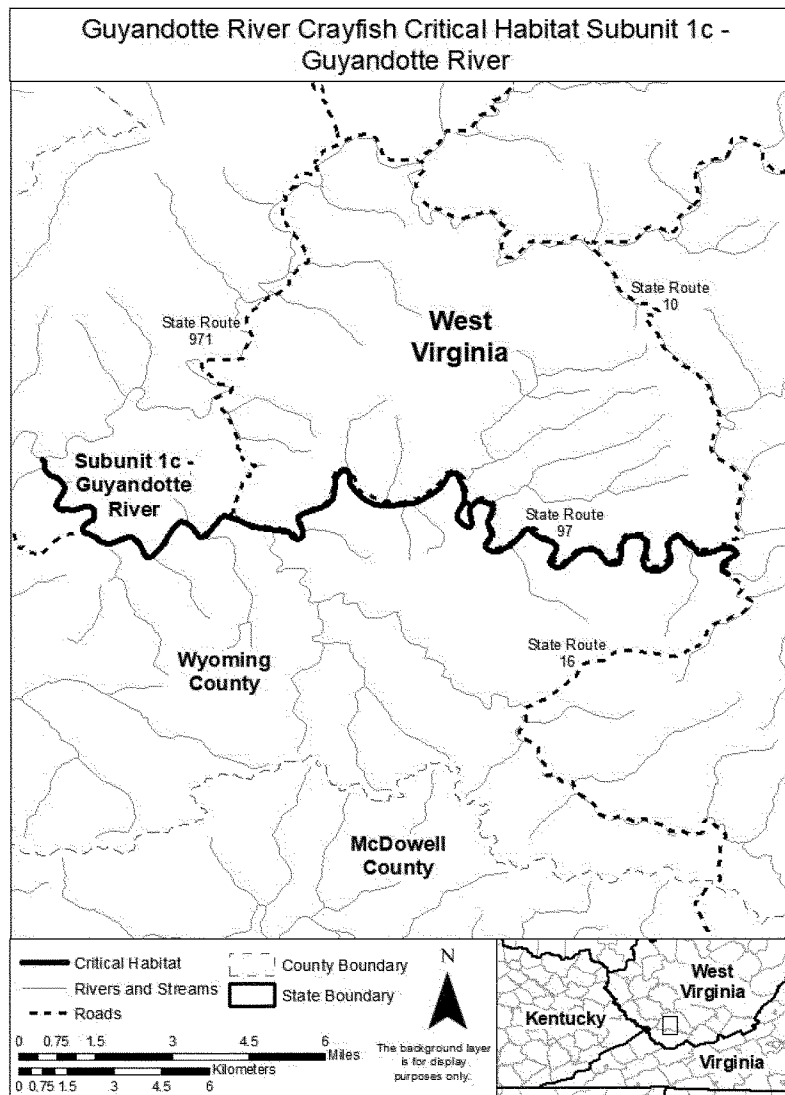 Guyandotte River Crayfish Critical Habitat Subunit 1c -
Guyandotte River
State Route
10
State Route
971
West
Virginia
Subunit 1c -
Guyandotte
River
State Route
97
State Route
16
Wyoming
County
McDowell
County
Critical Habitat
Rivers and Streams
Roads
County Boundary
State Boundary
N
The background layer
is for display
purposes only.
0 0.75 1.5 3 4.5 6
Miles
Kilometers
0 0.75 1.5 3 4.5 6
West
Virginia
Kentucky
Virginia